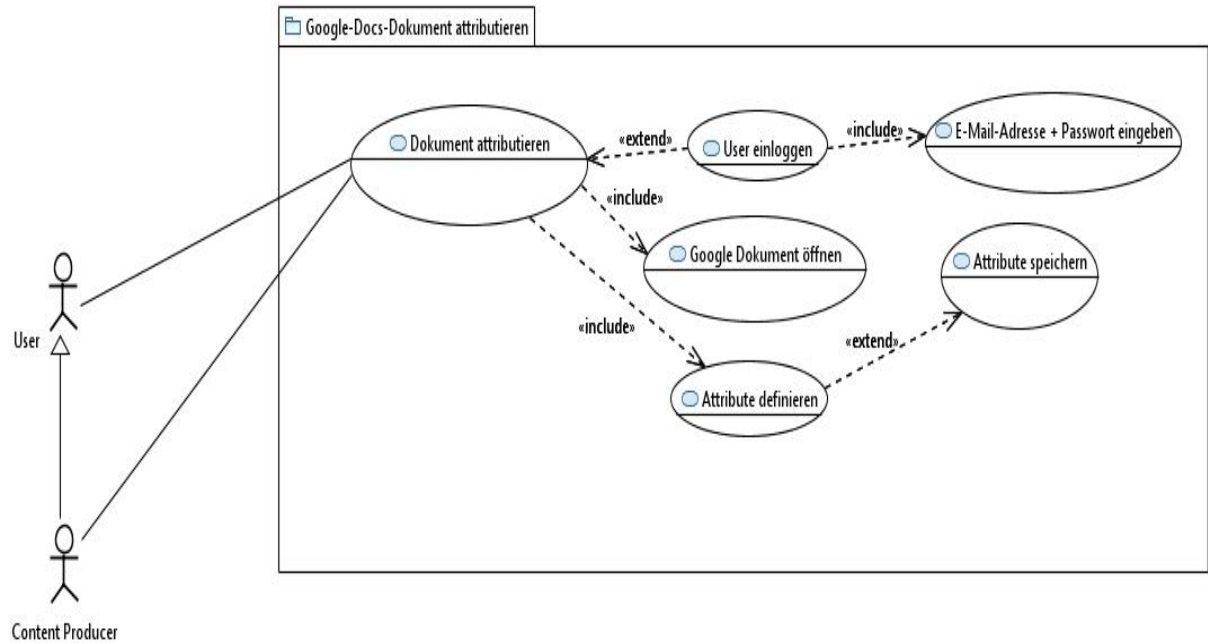 Google-Docs-Dokument attributieren
Dokument attributieren
«extend»
User einloggen
«include»
E-Mail-Adresse + Passwort eingeben
«include»
Google Dokument öffnen
Attribute speichern
«include»
«extend»
Attribute definieren
User
Content Producer